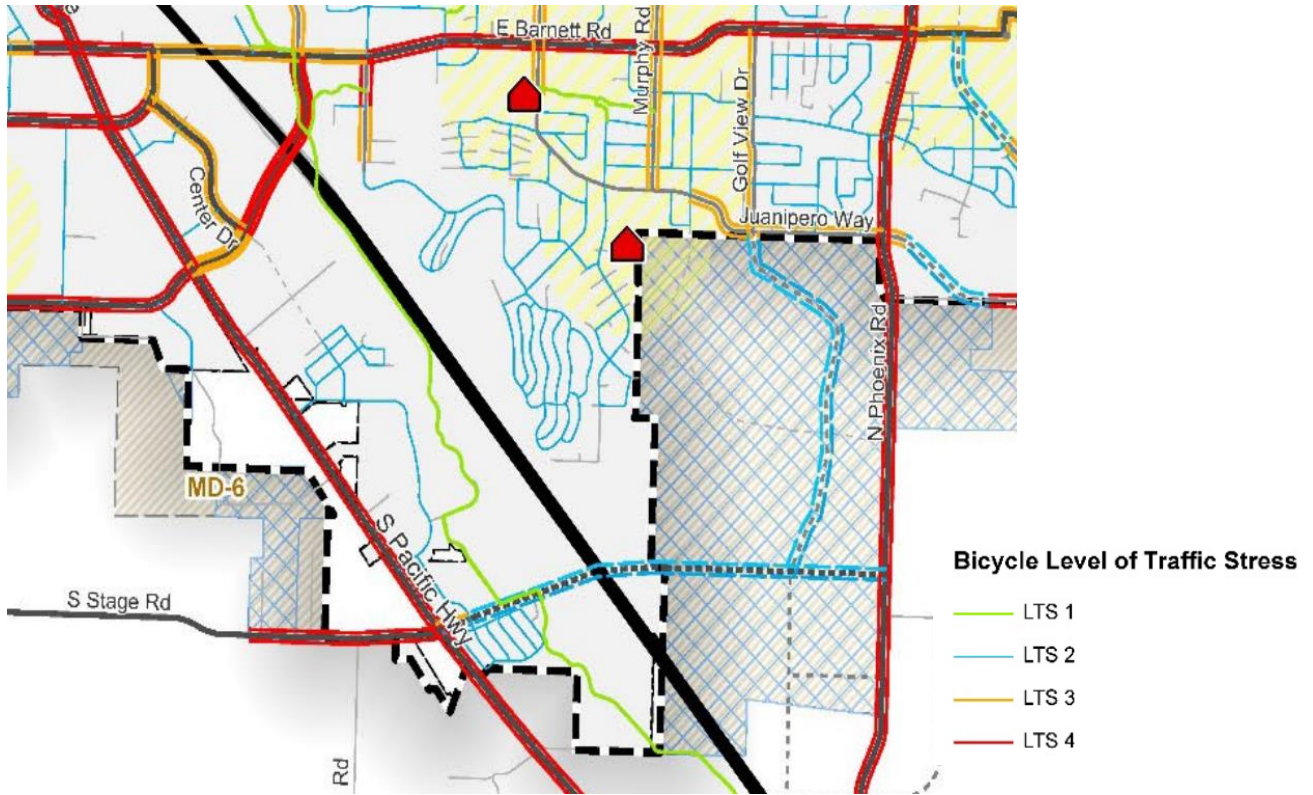 E Barnett Rd
Murphy Rd
Golf View Dr
Center Dr
Juanipero Way
N Phoenix Rd
MD-6
S Pacific Hwy
S Stage Rd
Rd
Bicycle Level of Traffic Stress
LTS 1
LTS 2
LTS 3
LTS 4